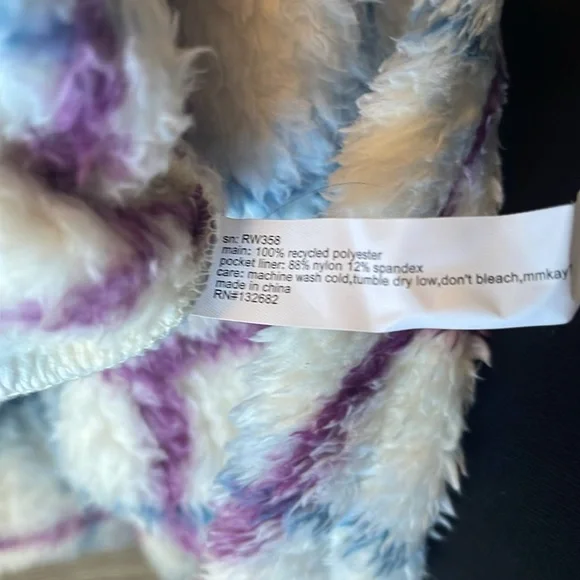 sn: RW358
main: 100% recycled polyester
pocket liner: 88% nylon 12% spandex
care: machine wash cold,tumble dry low,don't bleach,mmkay
made in china
RN#132682